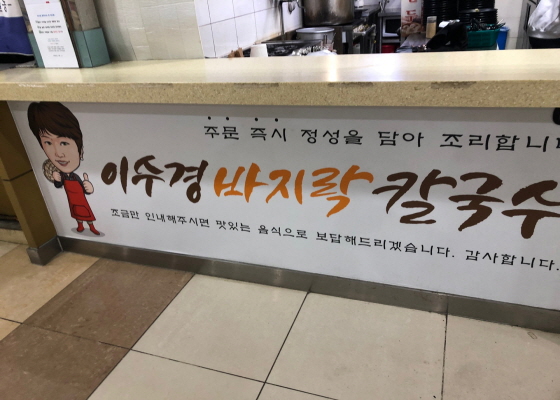 주문 즉시 정성을 담아 조리합니다
이수경 바지락 칼국수
조금만 인내해주시면 맛있는 음식으로 보답해드리겠습니다. 감사합니다.